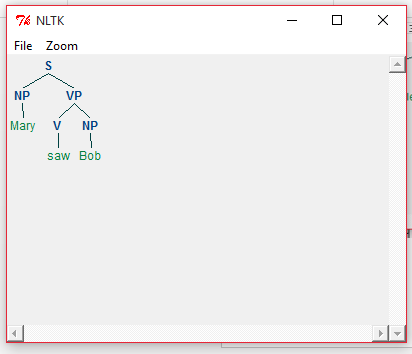 NLTK
File Zoom
S
NP VP
Mary V NP
saw Bob